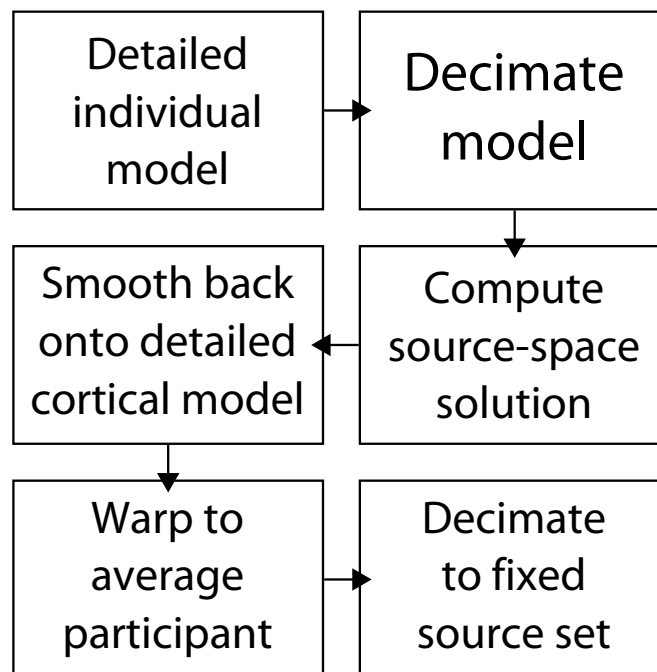 Detailed
individual
model
Decimate
model
Compute
source-space
solution
Smooth back
onto detailed
cortical model
Warp to
average
participant
Decimate
to fixed
source set